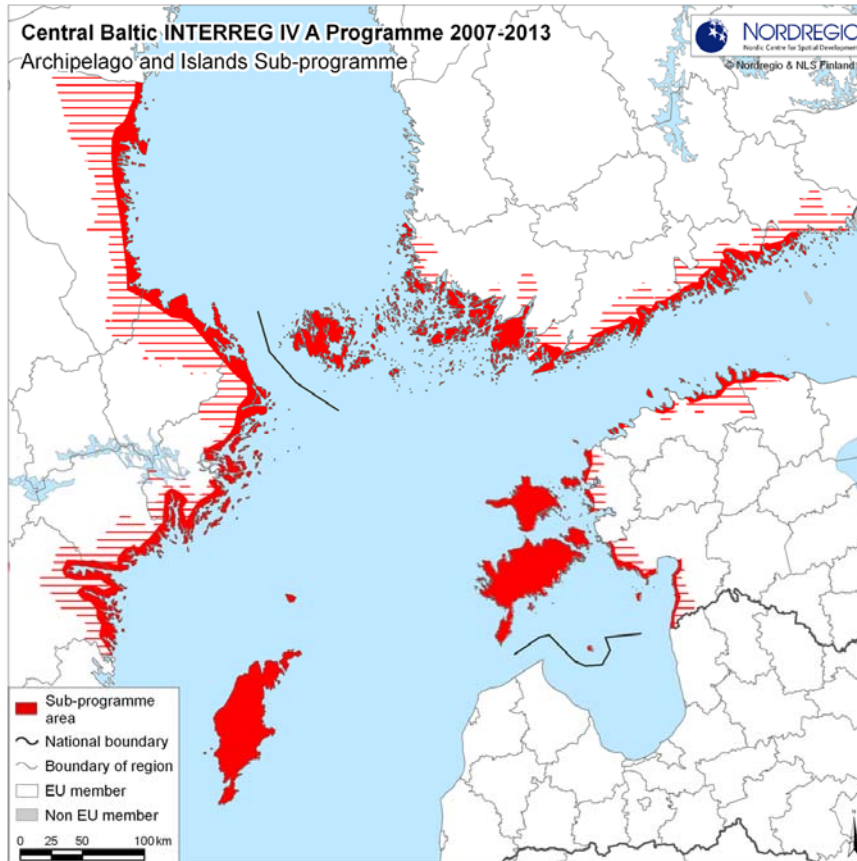 Central Baltic INTERREG IV A Programme 2007-2013
Archipelago and Islands Sub-programme
NORDREGIO
Nordic Centre for Spatial Development
© Nordregio & NLS Finland
Sub-programme
area
National boundary
Boundary of region
EU member
Non EU member
0 25 50 100 km